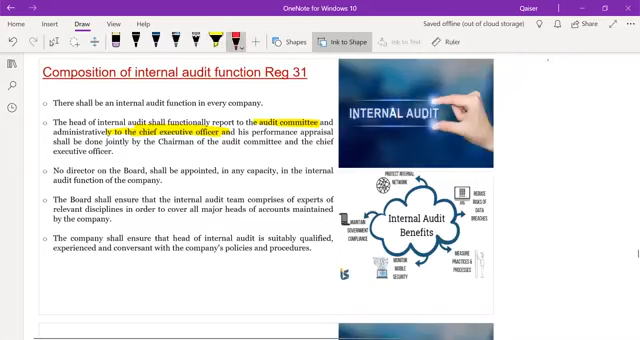 OneNote for Windows 10
Qaiser
Home
Insert
Draw
View
Help
Saved offline (out of cloud storage)
Share
Shapes
Ink to Shape
Ink to Text
Ruler
Composition of internal audit function Reg 31
There shall be an internal audit function in every company.
The head of internal audit shall functionally report to the audit committee and
administratively to the chief executive officer and his performance appraisal
shall be done jointly by the Chairman of the audit committee and the chief
executive officer.
No director on the Board, shall be appointed, in any capacity, in the internal
audit function of the company.
The Board shall ensure that the internal audit team comprises of experts of
relevant disciplines in order to cover all major heads of accounts maintained
by the company.
The company shall ensure that head of internal audit is suitably qualified,
experienced and conversant with the company's policies and procedures.
INTERNAL AUDIT
PROTECT INTERNAL
NETWORK
REDUCE
RISKS OF
DATA
BREACHES
Internal Audit
Benefits
MAINTAIN
GOVERNMENT
COMPLIANCE
MEASURE
PRACTICES &
PROCESSES
MONITOR
MOBILE
SECURITY